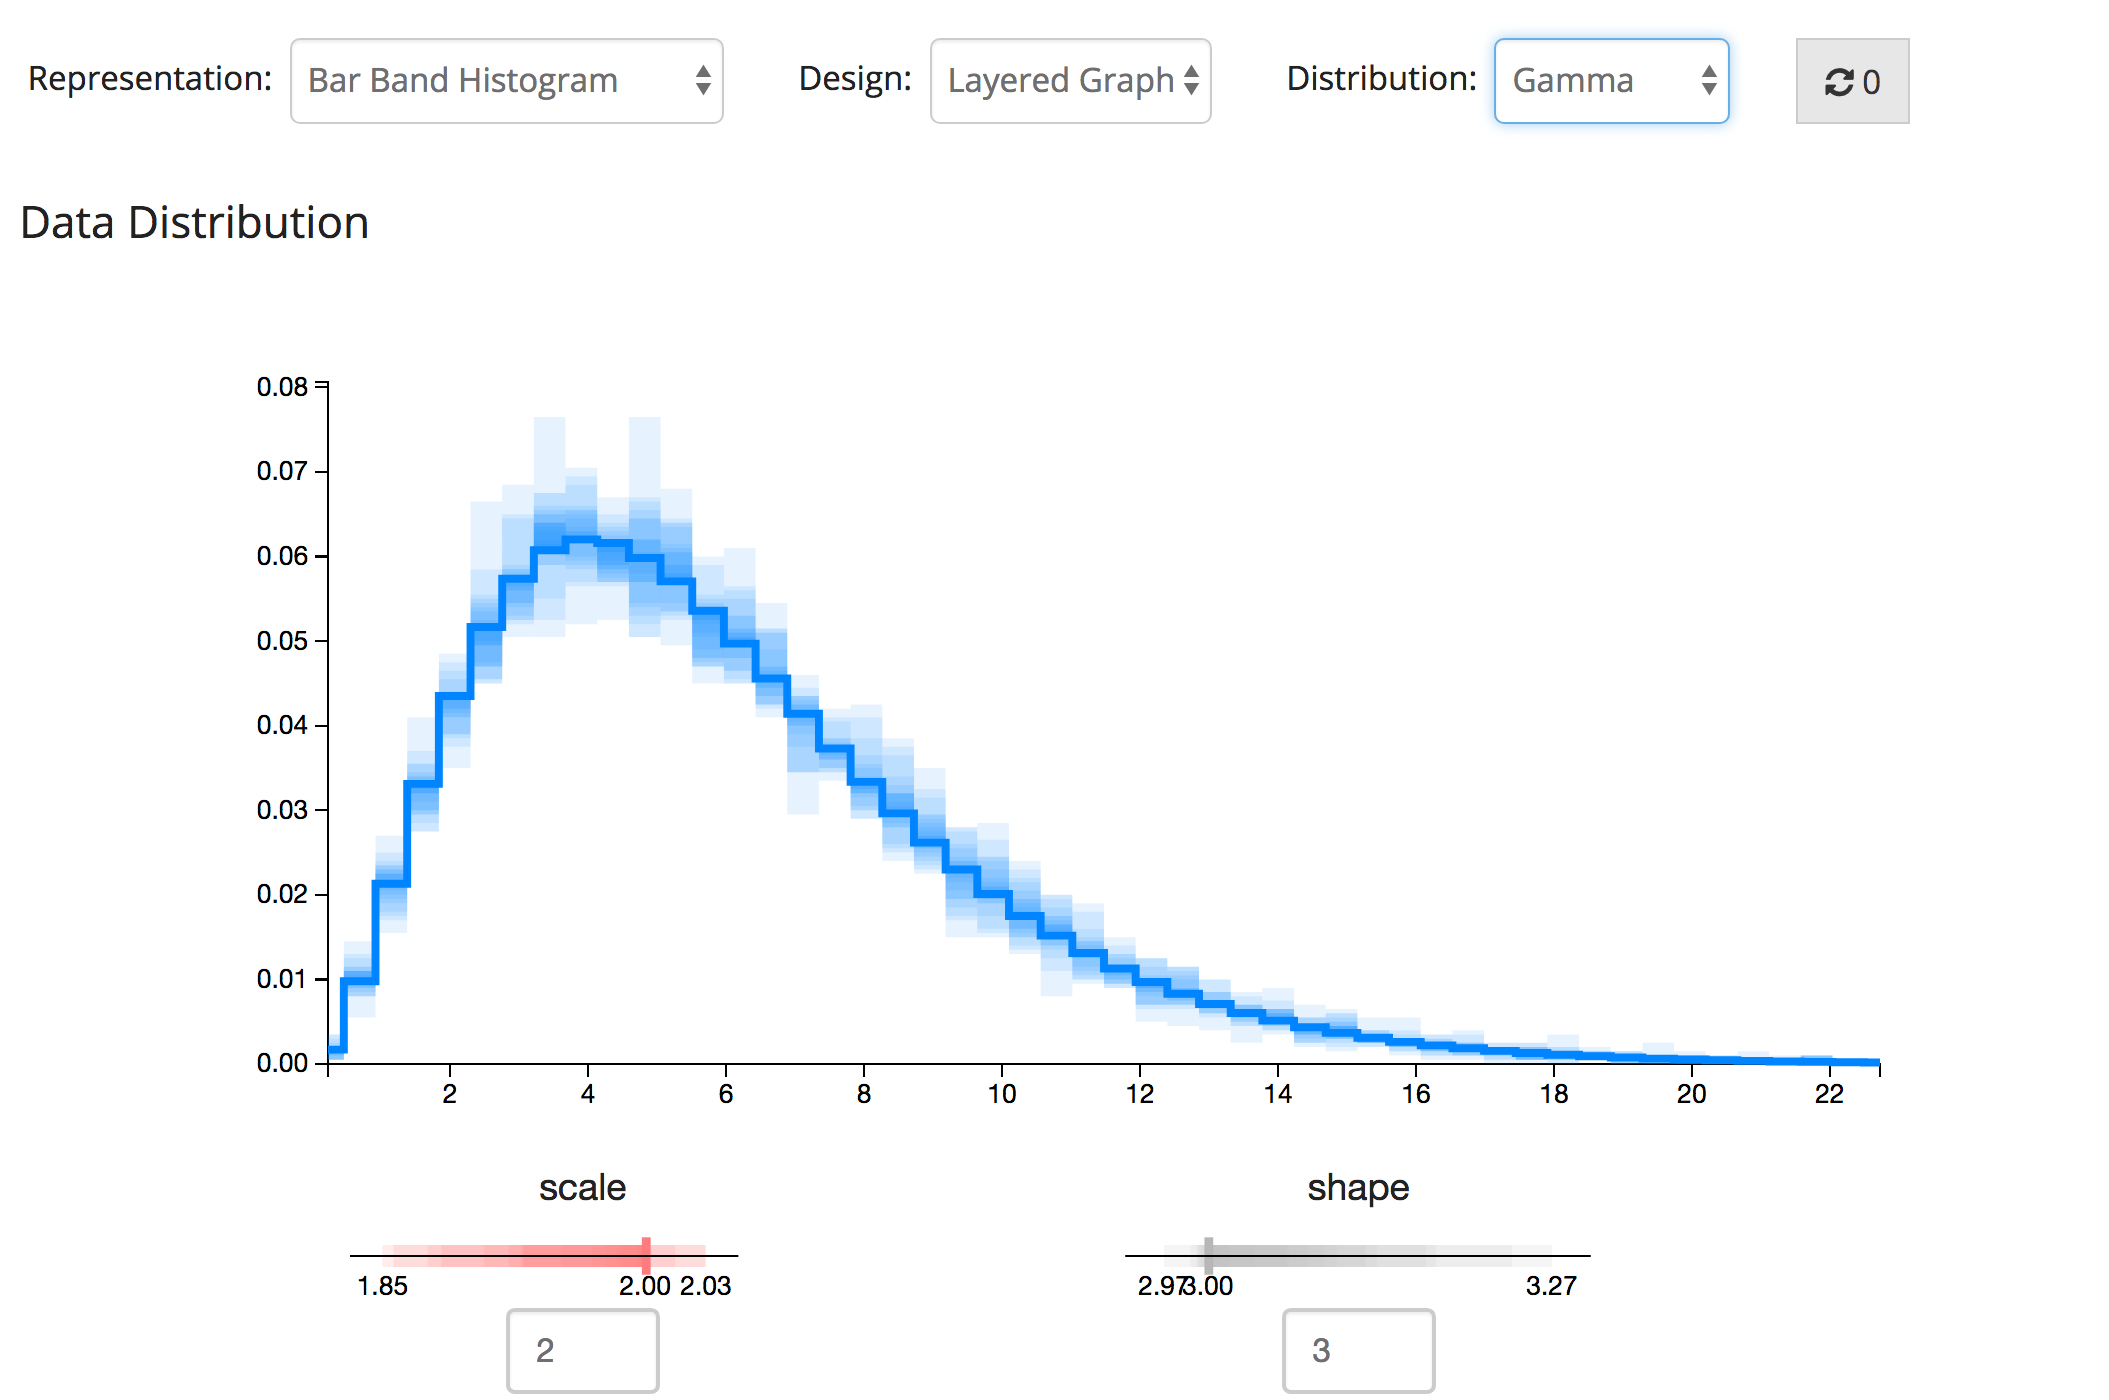 Representation: Bar Band Histogram Design: Layered Graph Distribution: Gamma 0
Data Distribution
0.08
0.07
0.06
0.05
0.04
0.03
0.02
0.01
0.00
2 4 6 8 10 12 14 16 18 20 22
scale shape
1.85 2.00 2.03 2.97 3.00 3.27
2 3